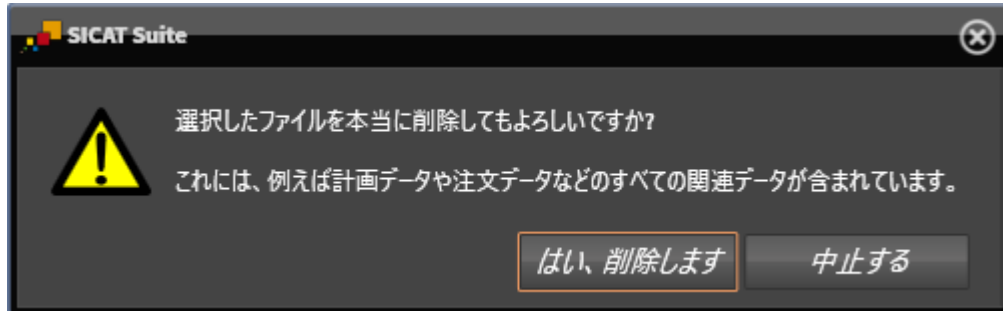 SICAT Suite
選択したファイルを本当に削除してもよろしいですか?
これには、例えば計画データや注文データなどのすべての関連データが含まれています。
はい、削除します 中止する